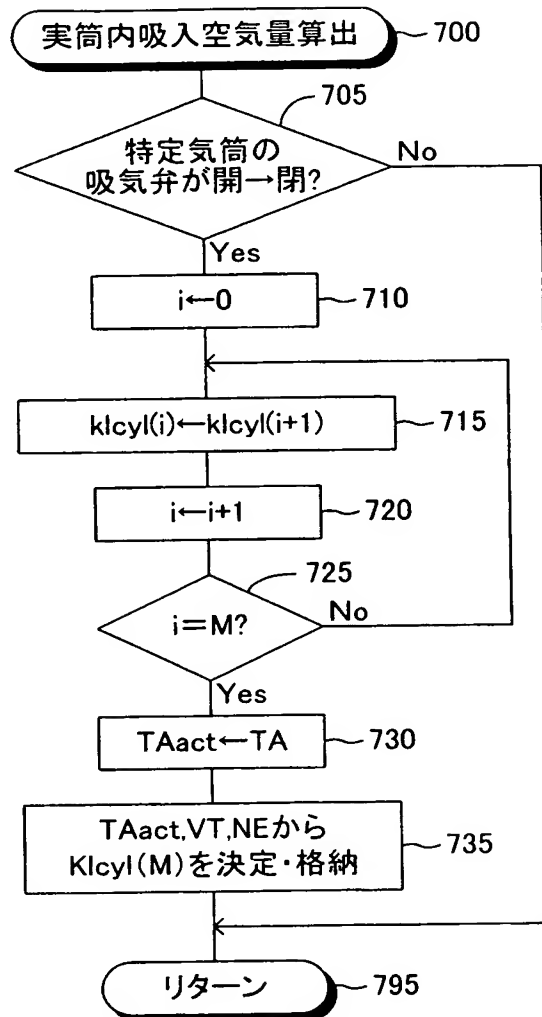 実筒内吸入空気量算出
700
705
特定気筒の
吸気弁が開→閉?
No
Yes
i←0
710
klcyl(i)←klcyl(i+1)
715
i←i+1
720
725
i=M?
No
Yes
TAact←TA
730
TAact,VT,NEから
Klcyl(M)を決定・格納
735
リターン
795